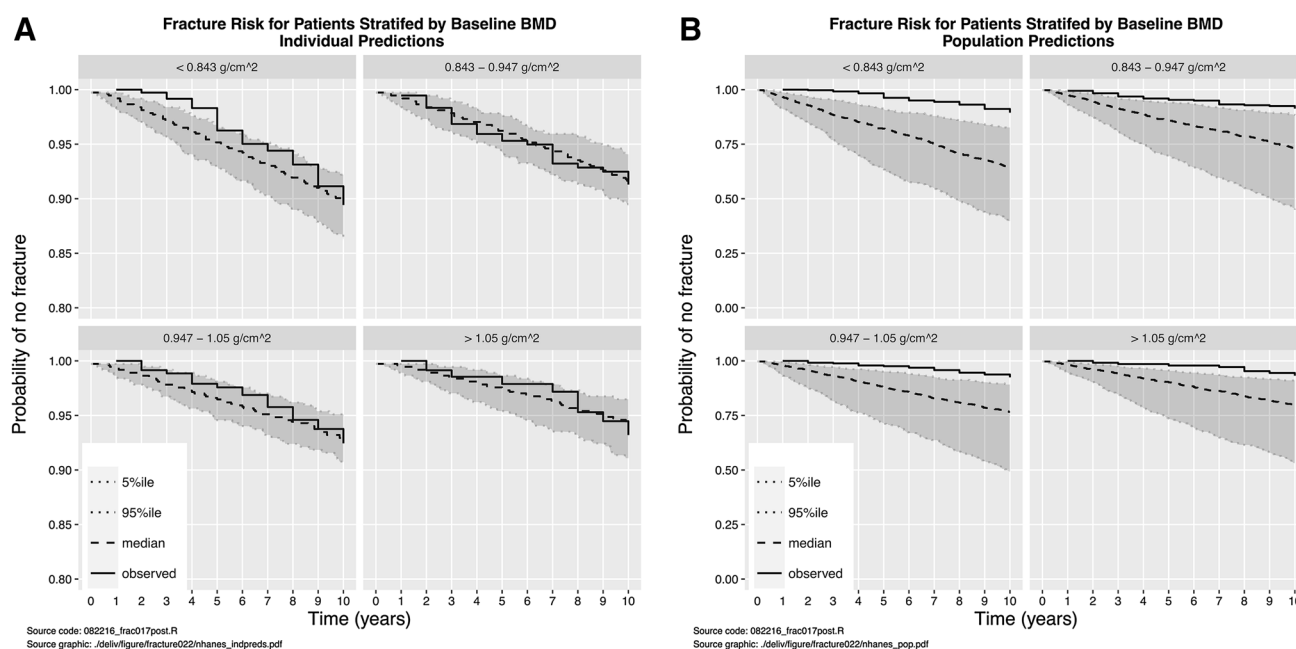 A
Fracture Risk for Patients Stratifed by Baseline BMD
Individual Predictions
< 0.843 g/cm^2
0.843 – 0.947 g/cm^2
1.00
0.95
0.90
0.85
0.80
0.947 – 1.05 g/cm^2
> 1.05 g/cm^2
1.00
0.95
0.90
0.85
0.80
Probability of no fracture
5%ile
95%ile
median
observed
0 1 2 3 4 5 6 7 8 9 10
0 1 2 3 4 5 6 7 8 9 10
Time (years)
Source code: 082216_frac017post.R
Source graphic: ./deliv/figure/fracture022/nhanes_indpreds.pdf
B
Fracture Risk for Patients Stratifed by Baseline BMD
Population Predictions
< 0.843 g/cm^2
0.843 – 0.947 g/cm^2
1.00
0.75
0.50
0.25
0.00
0.947 – 1.05 g/cm^2
> 1.05 g/cm^2
1.00
0.75
0.50
0.25
0.00
Probability of no fracture
5%ile
95%ile
median
observed
0 1 2 3 4 5 6 7 8 9 10
0 1 2 3 4 5 6 7 8 9 10
Time (years)
Source code: 082216_frac017post.R
Source graphic: ./deliv/figure/fracture022/nhanes_pop.pdf